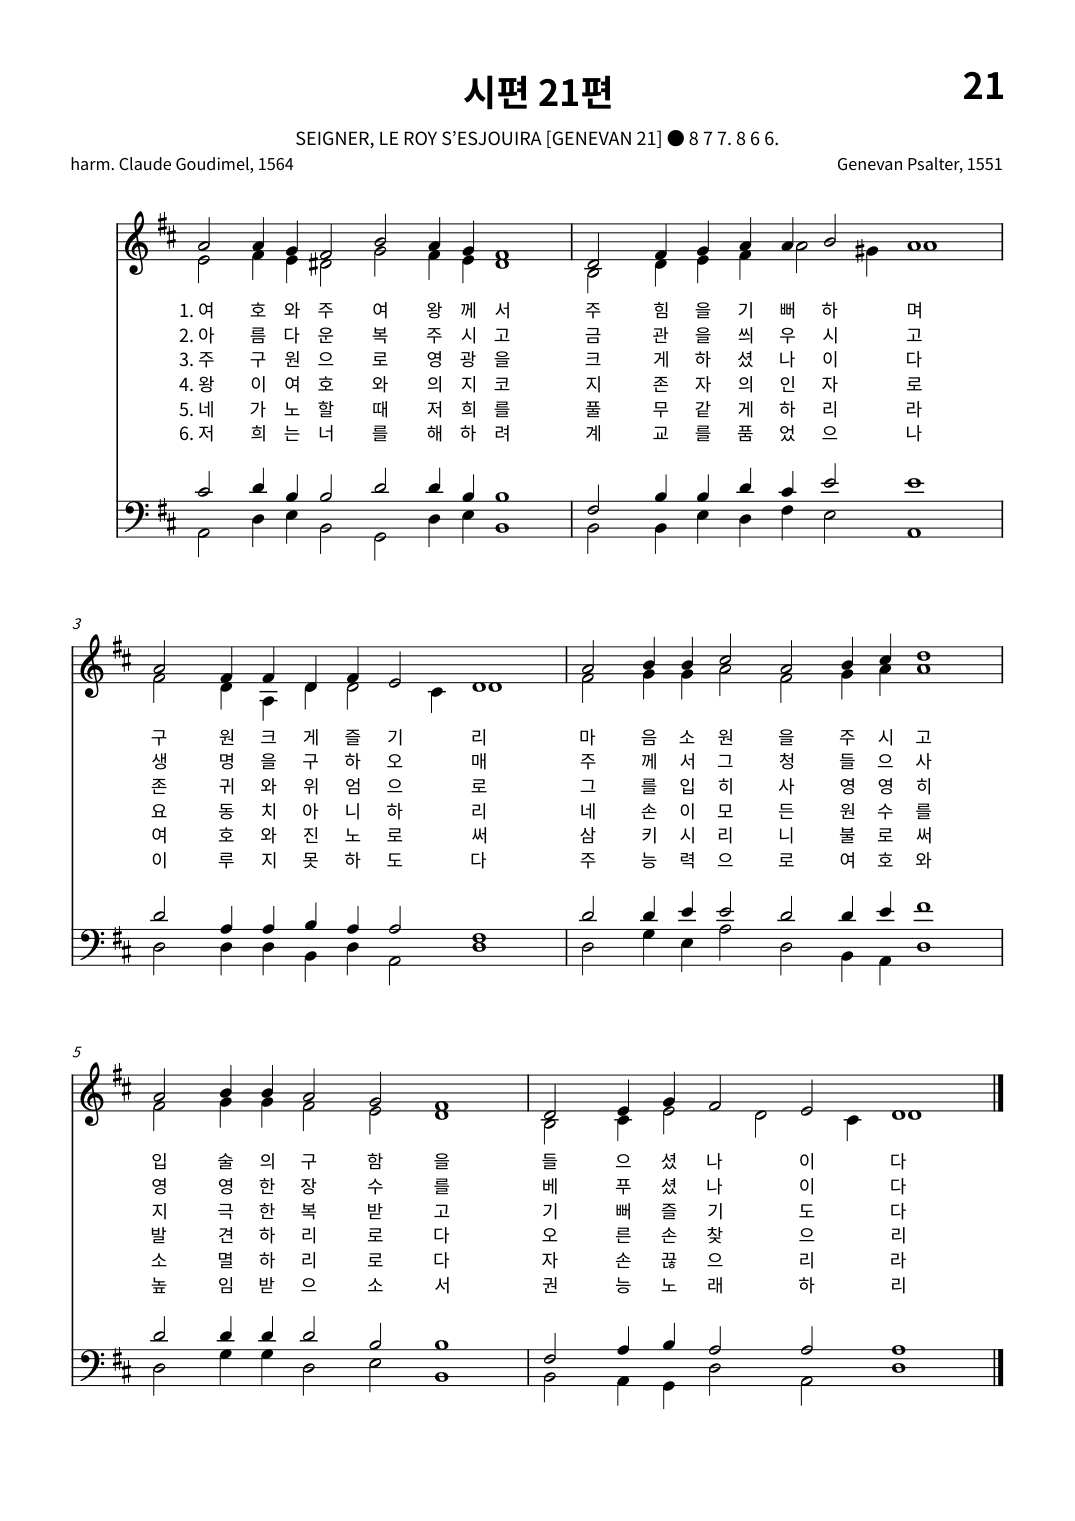 시편 21편
21
SEIGNER, LE ROY S’ESJOUIRA [GENEVAN 21] ● 8 7 7. 8 6 6.
harm. Claude Goudimel, 1564
Genevan Psalter, 1551
1. 여 호 와 주 여 왕 께 서 주 힘 을 기 뻐 하 며
2. 아 름 다 운 복 주 시 고 금 관 을 씌 우 시 고
3. 주 구 원 으 로 영 광 을 크 게 하 셨 나 이 다
4. 왕 이 여 호 와 의 지 코 지 존 자 의 인 자 로
5. 네 가 노 할 때 저 희 를 풀 무 같 게 하 리 라
6. 저 희 는 너 를 해 하 려 계 교 를 품 었 으 나
3
구 원 크 게 즐 기 리 마 음 소 원 을 주 시 고
생 명 을 구 하 오 매 주 께 서 그 청 들 으 사
존 귀 와 위 엄 으 로 그 를 입 히 사 영 영 히
요 동 치 아 니 하 리 네 손 이 모 든 원 수 를
여 호 와 진 노 로 써 삼 키 시 리 니 불 로 써
이 루 지 못 하 도 다 주 능 력 으 로 여 호 와
5
입 술 의 구 함 을 들 으 셨 나 이 다
영 영 한 장 수 를 베 푸 셨 나 이 다
지 극 한 복 받 고 기 뻐 즐 기 도 다
발 견 하 리 로 다 오 른 손 찾 으 리
소 멸 하 리 로 다 자 손 끊 으 리 라
높 임 받 으 소 서 권 능 노 래 하 리